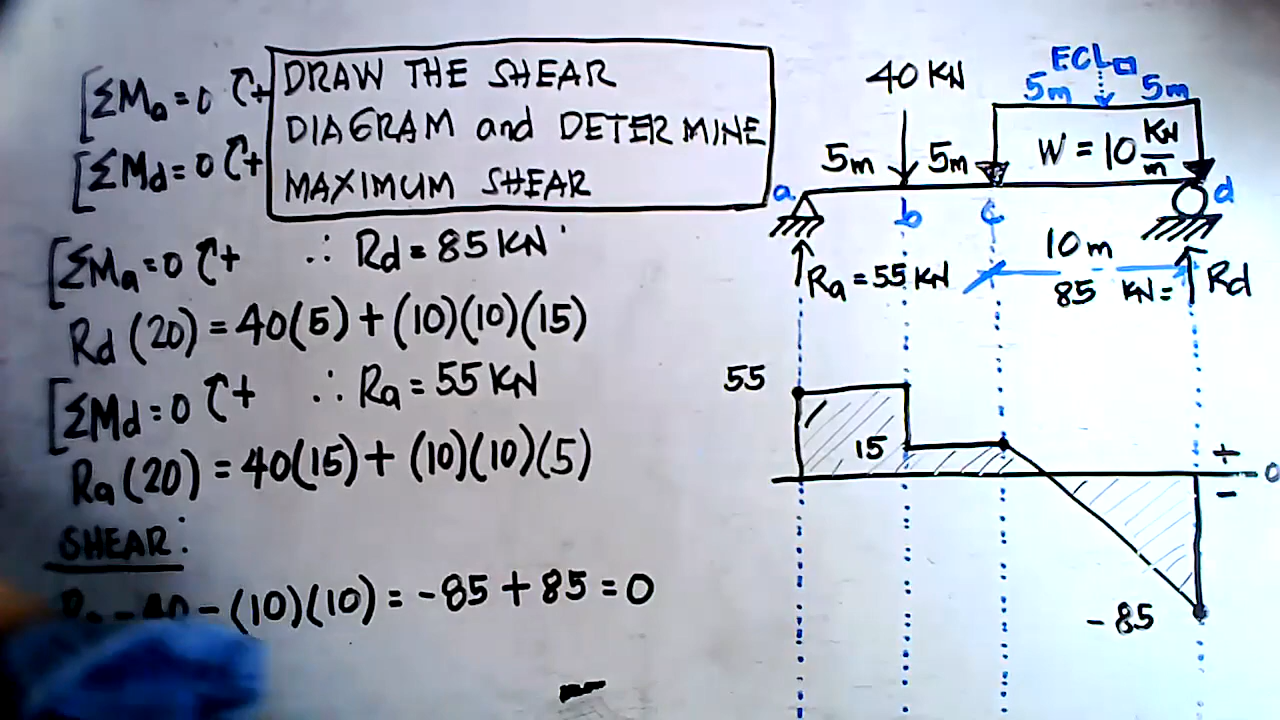 [ΣMa = 0 ↻+
[ΣMd = 0 ↻+
DRAW THE SHEAR
DIAGRAM and DETERMINE
MAXIMUM SHEAR
[ΣMa = 0 ↻+ ∴ Rd = 85 KN
Rd (20) = 40(5) + (10)(10)(15)
[ΣMd = 0 ↻+ ∴ Ra = 55 KN
Ra (20) = 40(15) + (10)(10)(5)
SHEAR:
- 40 - (10)(10) = -85 + 85 = 0
40 KN
ECL
5m 5m
5m 5m W = 10 KN/m
a b c d
10 m
Ra = 55 KN 85 KN = Rd
55
15
+ 0
-
-85